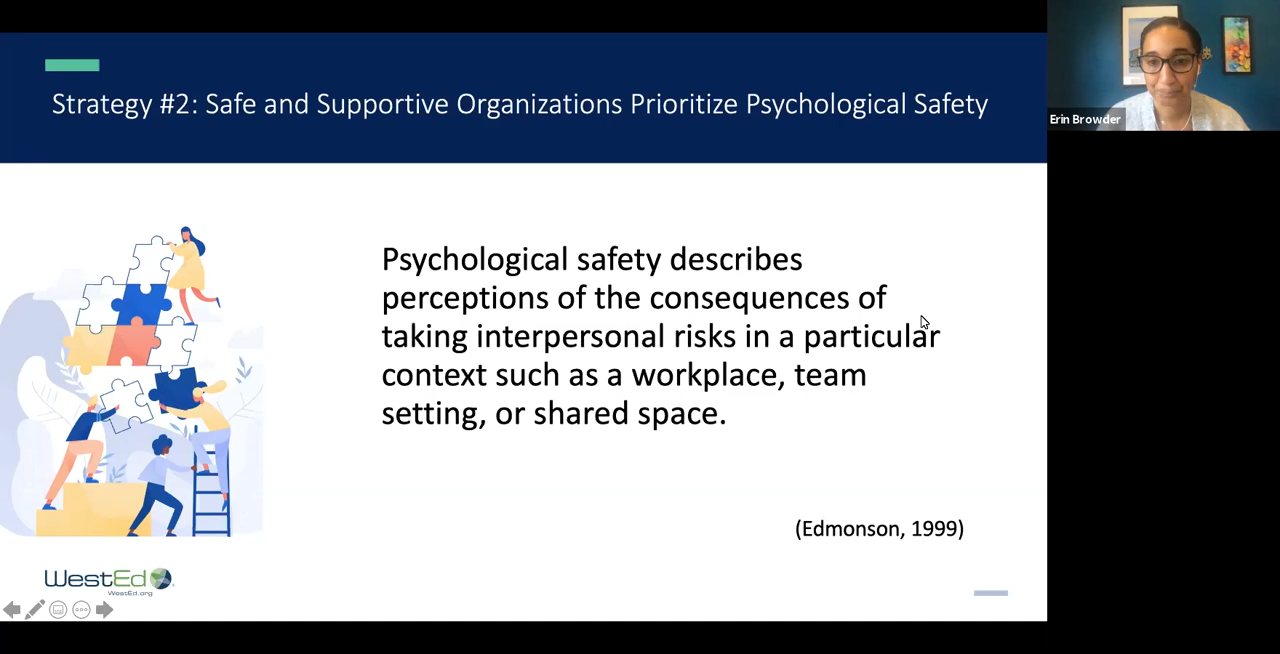 Strategy #2: Safe and Supportive Organizations Prioritize Psychological Safety
Erin Browder
Psychological safety describes
perceptions of the consequences of
taking interpersonal risks in a particular
context such as a workplace, team
setting, or shared space.
(Edmonson, 1999)
WestEd
WestEd.org